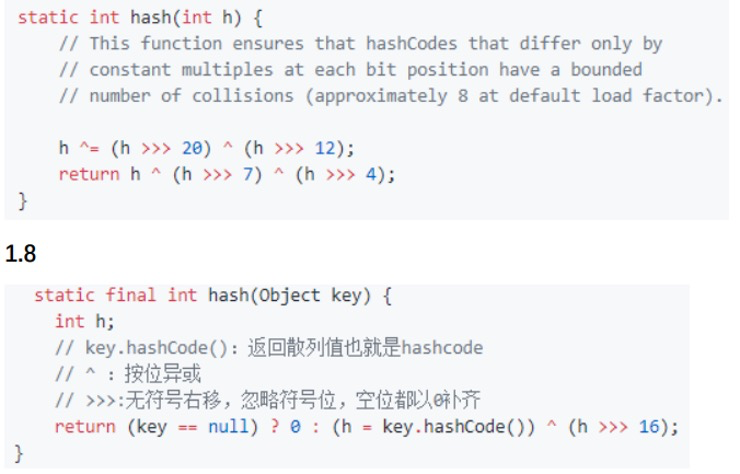 static int hash(int h) {
// This function ensures that hashCodes that differ only by
// constant multiples at each bit position have a bounded
// number of collisions (approximately 8 at default load factor).
h ^= (h >>> 20) ^ (h >>> 12);
return h ^ (h >>> 7) ^ (h >>> 4);
}
1.8
static final int hash(Object key) {
int h;
// key.hashCode()：返回散列值也就是hashcode
// ^ ：按位异或
// >>>:无符号右移，忽略符号位，空位都以0补齐
return (key == null) ? 0 : (h = key.hashCode()) ^ (h >>> 16);
}